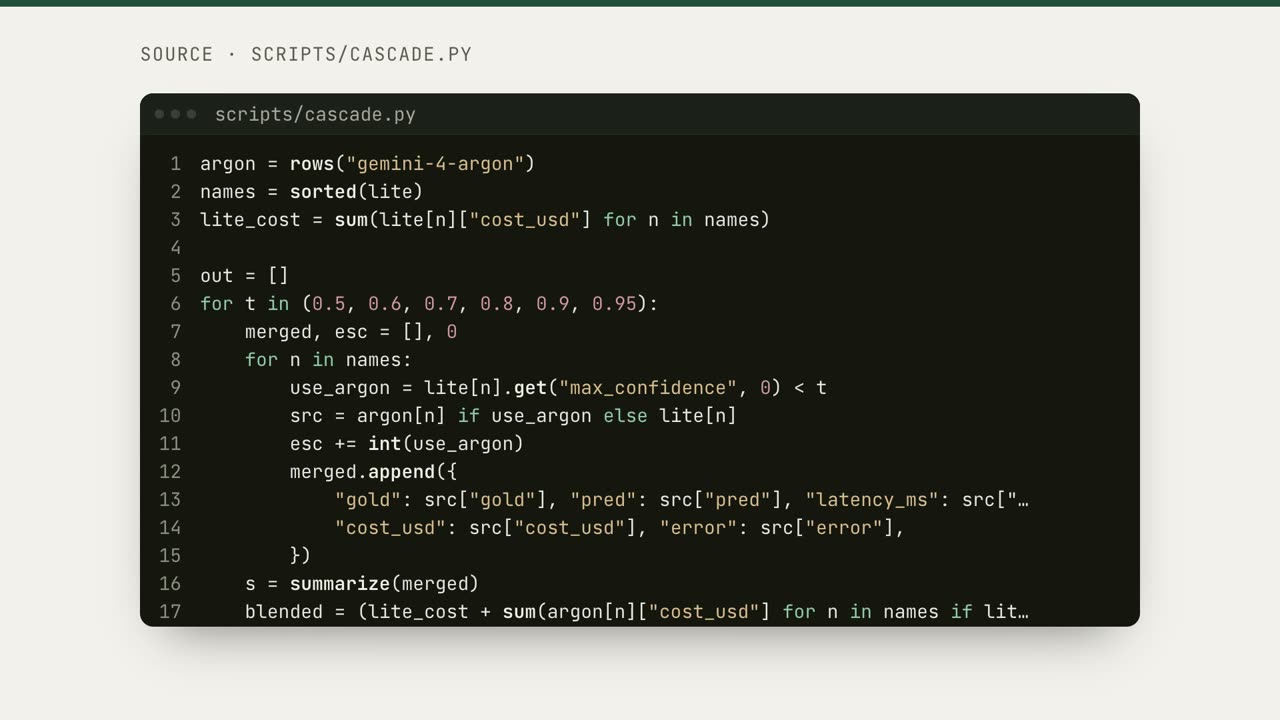 SOURCE · SCRIPTS/CASCADE.PY
scripts/cascade.py
1 argon = rows("gemini-4-argon")
2 names = sorted(lite)
3 lite_cost = sum(lite[n]["cost_usd"] for n in names)
4
5 out = []
6 for t in (0.5, 0.6, 0.7, 0.8, 0.9, 0.95):
7     merged, esc = [], 0
8     for n in names:
9         use_argon = lite[n].get("max_confidence", 0) < t
10         src = argon[n] if use_argon else lite[n]
11         esc += int(use_argon)
12         merged.append({
13             "gold": src["gold"], "pred": src["pred"], "latency_ms": src["…
14             "cost_usd": src["cost_usd"], "error": src["error"],
15         })
16     s = summarize(merged)
17     blended = (lite_cost + sum(argon[n]["cost_usd"] for n in names if lit…